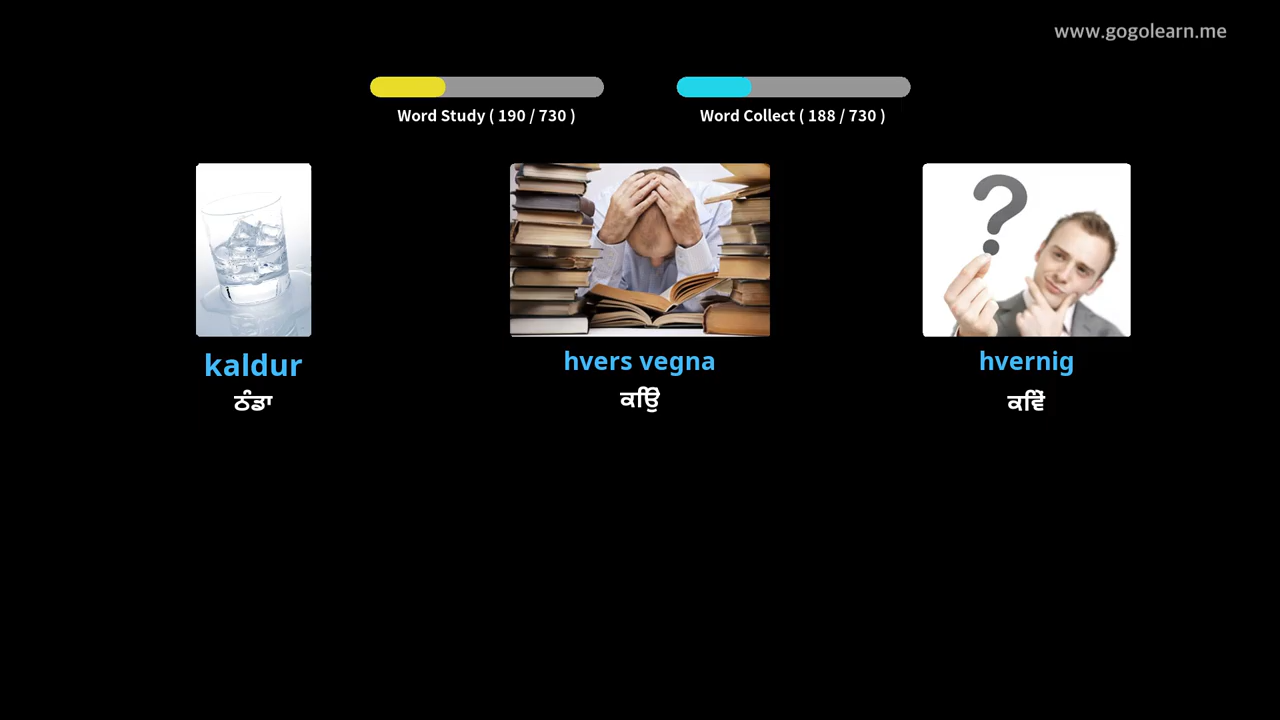 www.gogolearn.me
Word Study ( 190 / 730 )
Word Collect ( 188 / 730 )
kaldur
hvers vegna
hvernig
ਠੰਡਾ
ਕਉਿਂ
ਕਵਿੇਂ